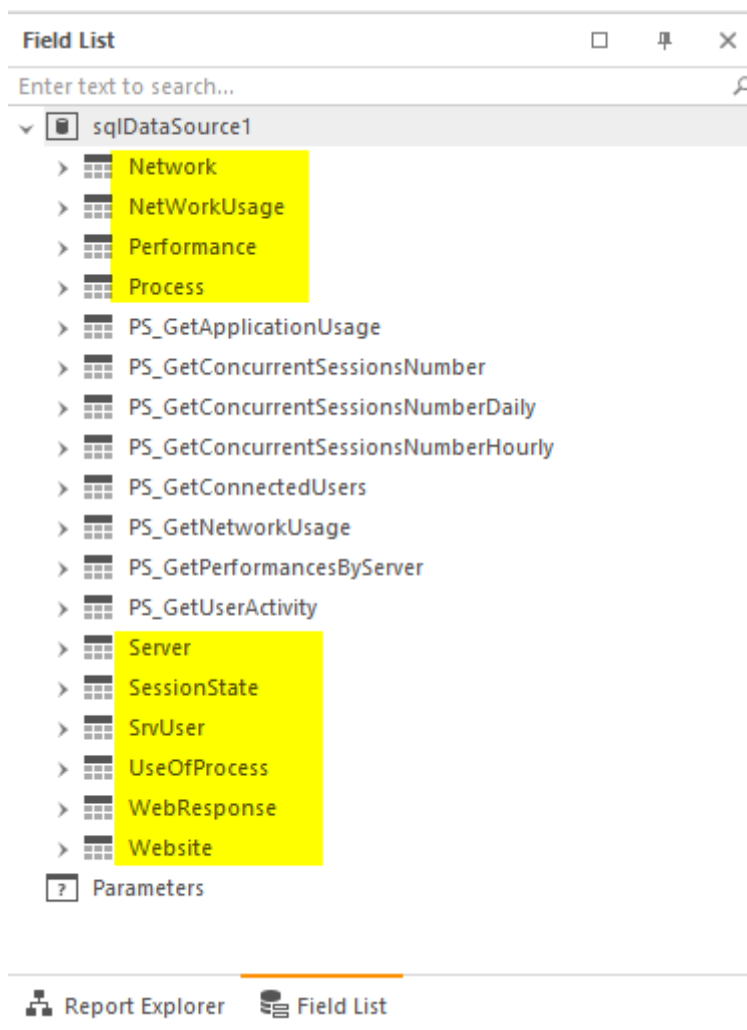 Field List
Enter text to search...
sqlDataSource1
Network
NetWorkUsage
Performance
Process
PS_GetApplicationUsage
PS_GetConcurrentSessionsNumber
PS_GetConcurrentSessionsNumberDaily
PS_GetConcurrentSessionsNumberHourly
PS_GetConnectedUsers
PS_GetNetworkUsage
PS_GetPerformancesByServer
PS_GetUserActivity
Server
SessionState
SrvUser
UseOfProcess
WebResponse
Website
? Parameters
Report Explorer Field List